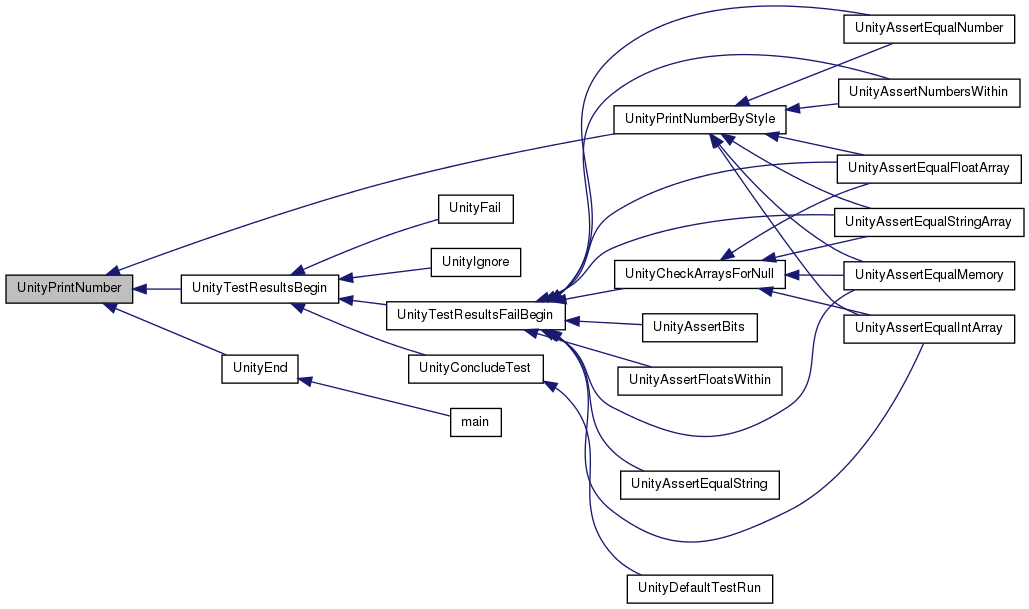 UnityAssertEqualNumber
UnityAssertNumbersWithin
UnityPrintNumberByStyle
UnityAssertEqualFloatArray
UnityFail
UnityAssertEqualStringArray
UnityIgnore
UnityCheckArraysForNull
UnityAssertEqualMemory
UnityPrintNumber
UnityTestResultsBegin
UnityTestResultsFailBegin
UnityAssertBits
UnityAssertEqualIntArray
UnityEnd
UnityConcludeTest
UnityAssertFloatsWithin
main
UnityAssertEqualString
UnityDefaultTestRun